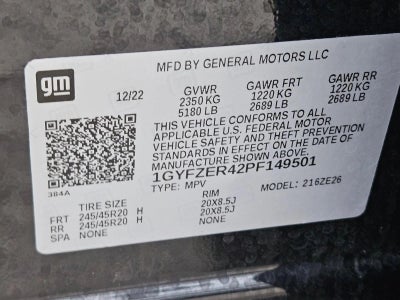 gm
MFD BY GENERAL MOTORS LLC
12/22 GVWR GAWR FRT GAWR RR
2350 KG 1220 KG 1220 KG
5180 LB 2689 LB 2689 LB
THIS VEHICLE CONFORMS TO ALL
APPLICABLE U.S. FEDERAL MOTOR
VEHICLE SAFETY AND THEFT PREVENTION
STANDARDS IN EFFECT ON THE DATE OF
MANUFACTURE SHOWN ABOVE.
384A
1GYFZER42PF149501
TYPE: MPV MODEL: 216ZE26
TIRE SIZE RIM
FRT 245/45R20 H 20X8.5J
RR 245/45R20 H 20X8.5J
SPA NONE NONE